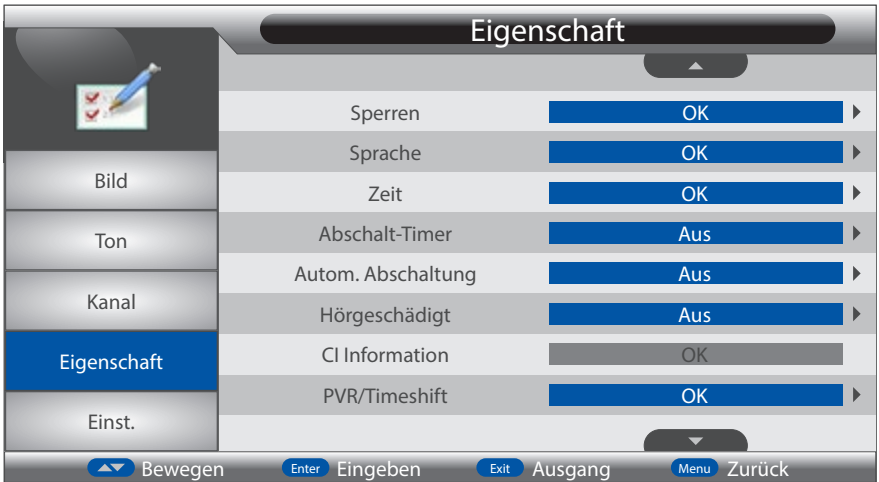 Eigenschaft
Sperren OK
Sprache OK
Bild
Zeit OK
Ton
Abschalt-Timer Aus
Autom. Abschaltung Aus
Kanal
Hörgeschädigt Aus
Eigenschaft
CI Information OK
PVR/Timeshift OK
Einst.
Bewegen Enter Eingeben Exit Ausgang Menu Zurück